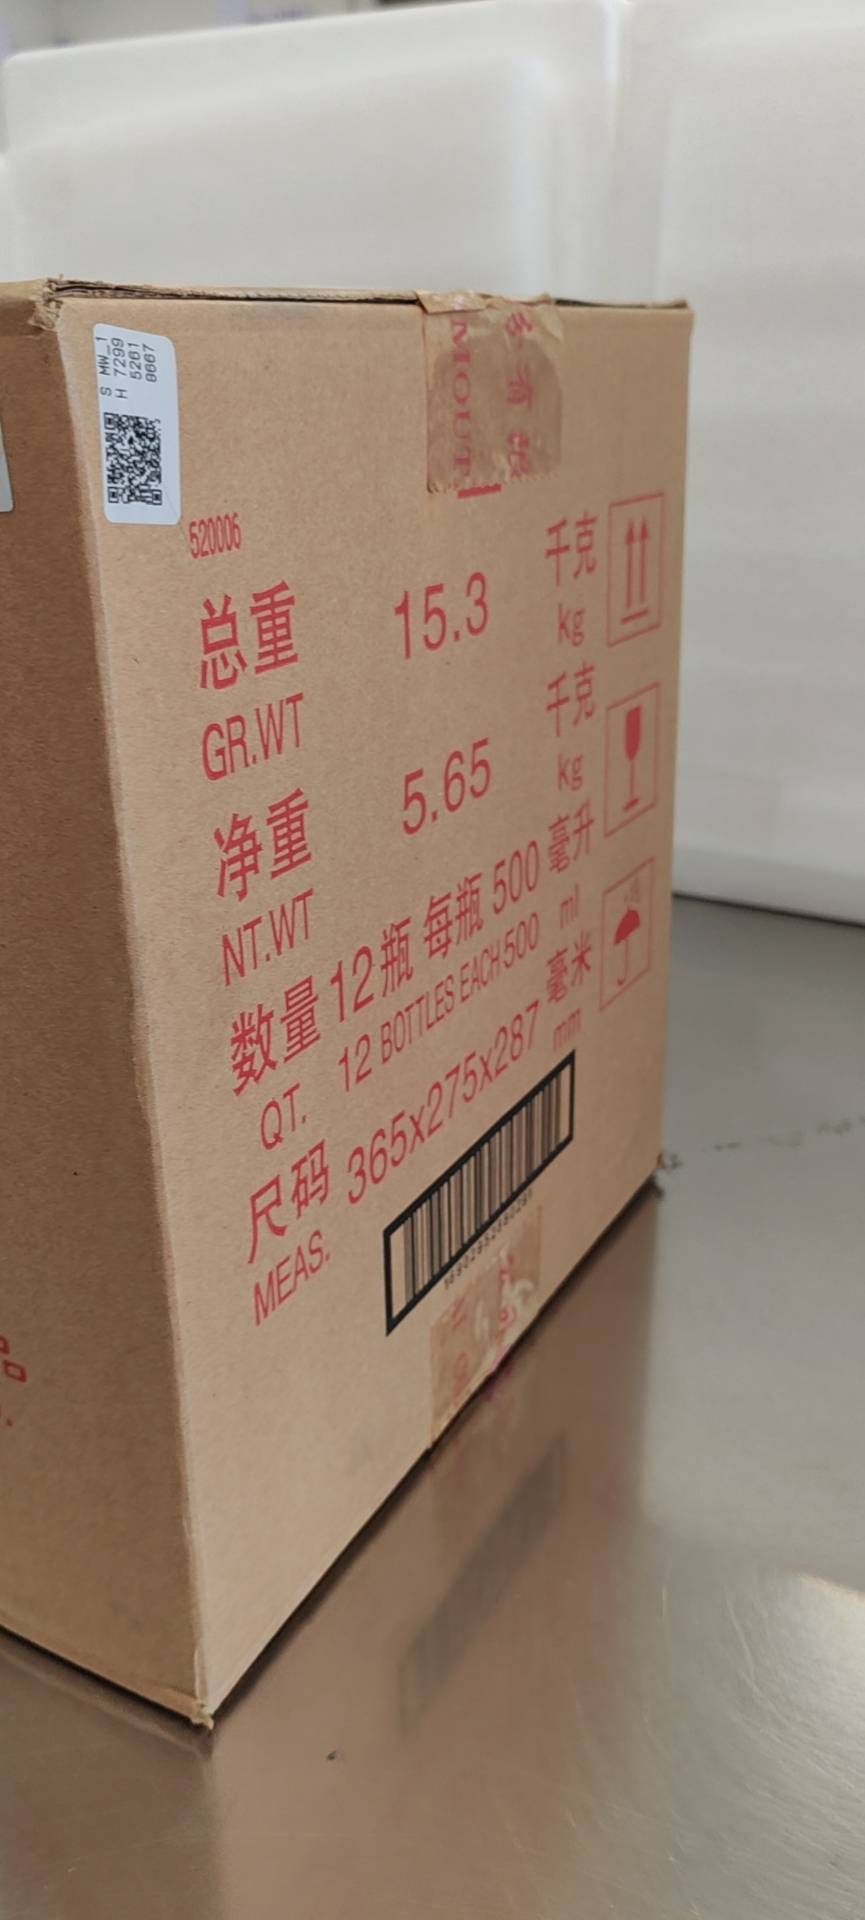 S MW_1
H 7299
5261
8667
MOUT
520006
总重 15.3 千克
GR.WT kg
净重 5.65 千克
NT.WT kg
数量 12瓶 每瓶 500 毫升
QT. 12 BOTTLES EACH 500 ml
尺码 365x275x287 毫米
MEAS. mm